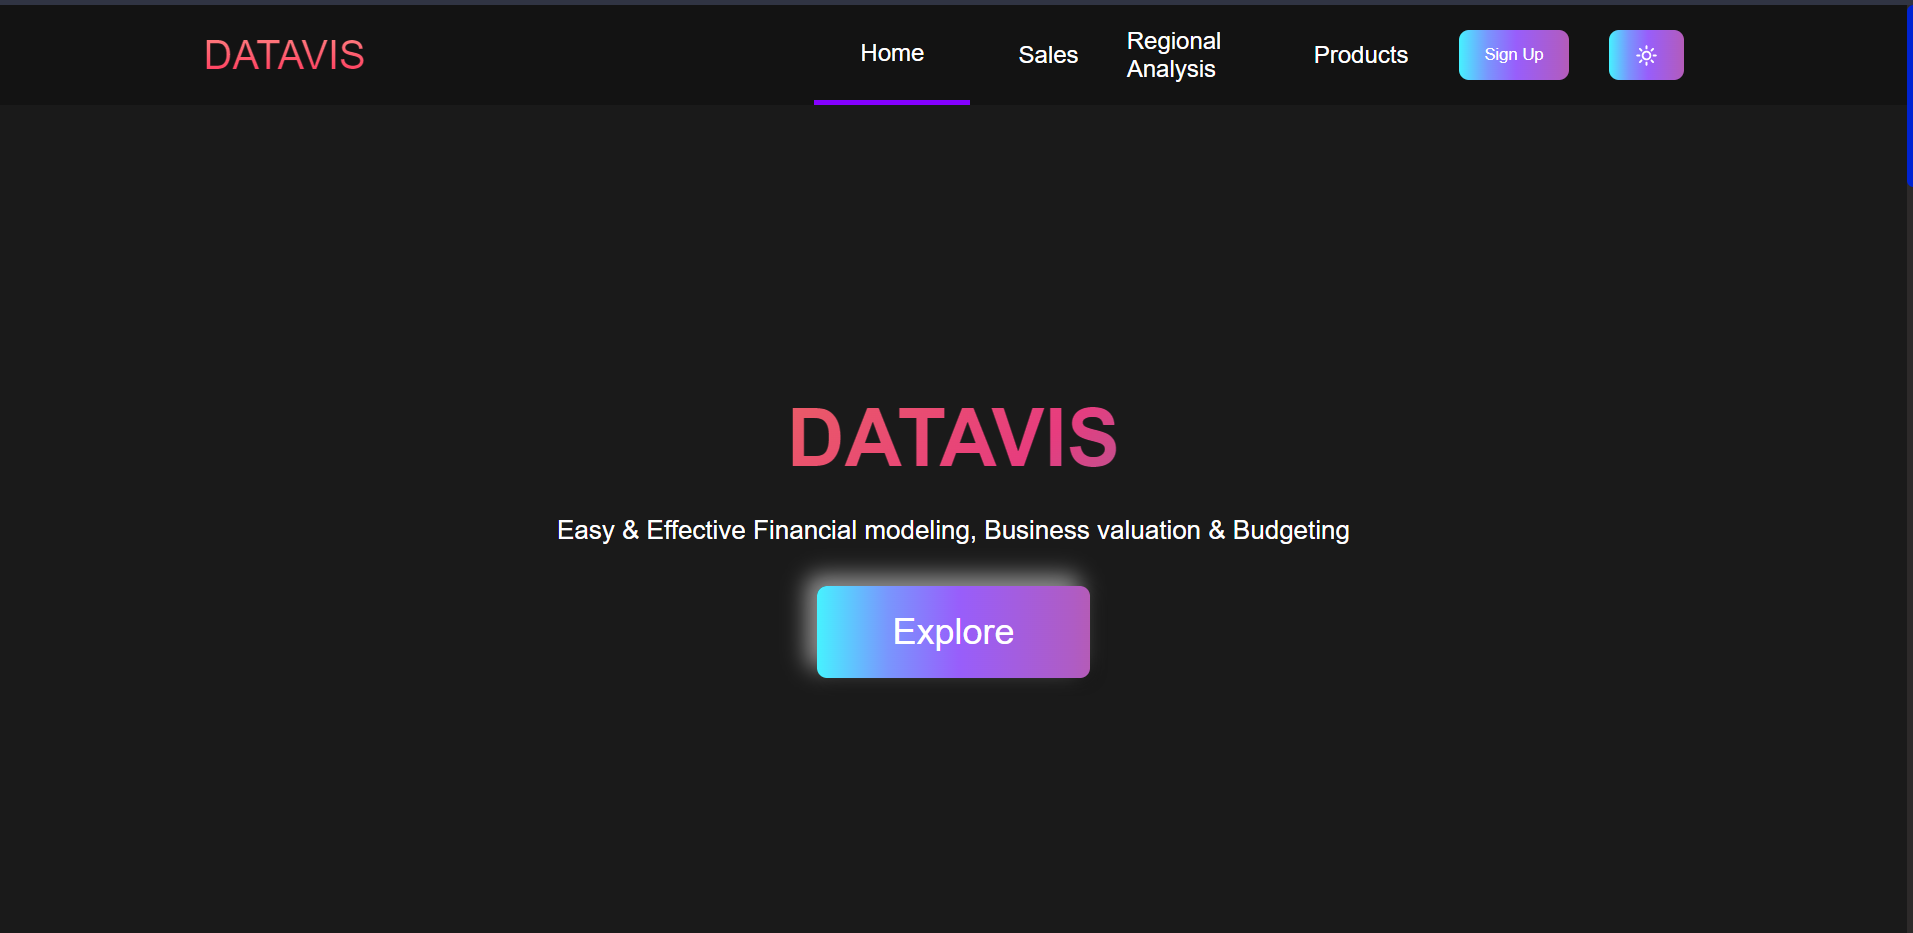 DATAVIS
Home
Sales
Regional
Analysis
Products
Sign Up
DATAVIS
Easy & Effective Financial modeling, Business valuation & Budgeting
Explore